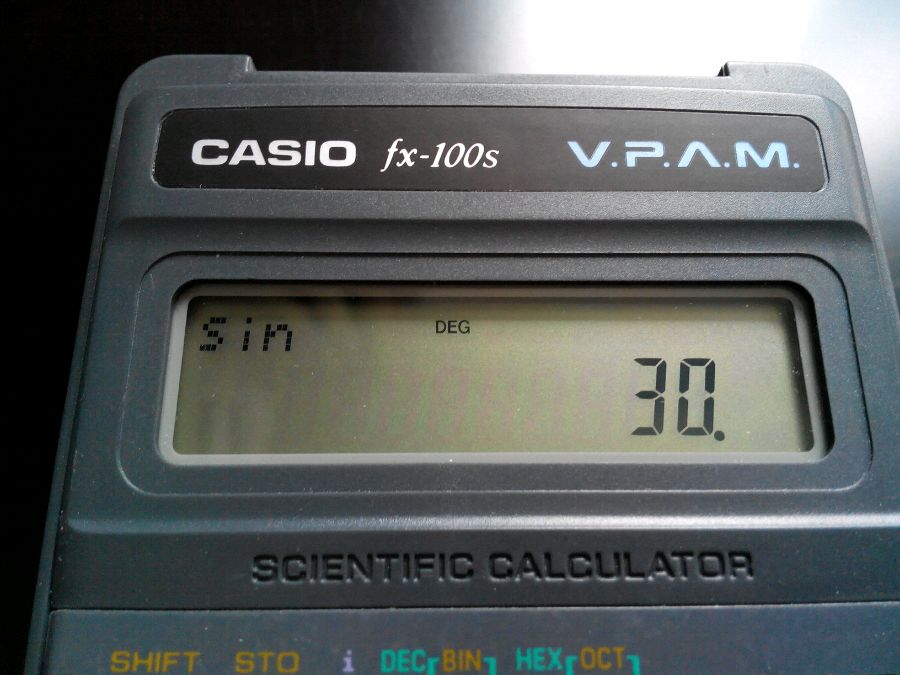 CASIO fx-100s V.P.A.M.
sin DEG
30.
SCIENTIFIC CALCULATOR
SHIFT STO i DEC BIN HEX OCT